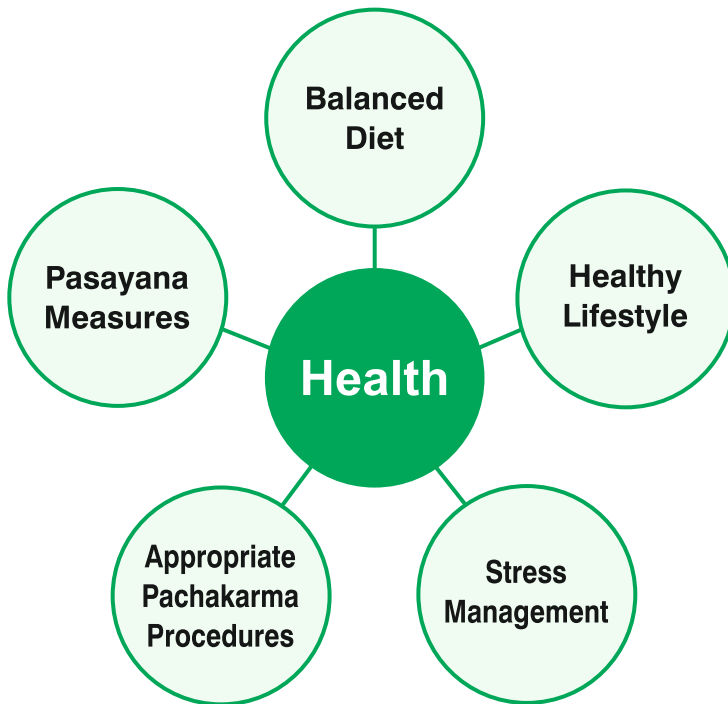 Balanced
Diet
Pasayana
Measures
Healthy
Lifestyle
Health
Appropriate
Pachakarma
Procedures
Stress
Management